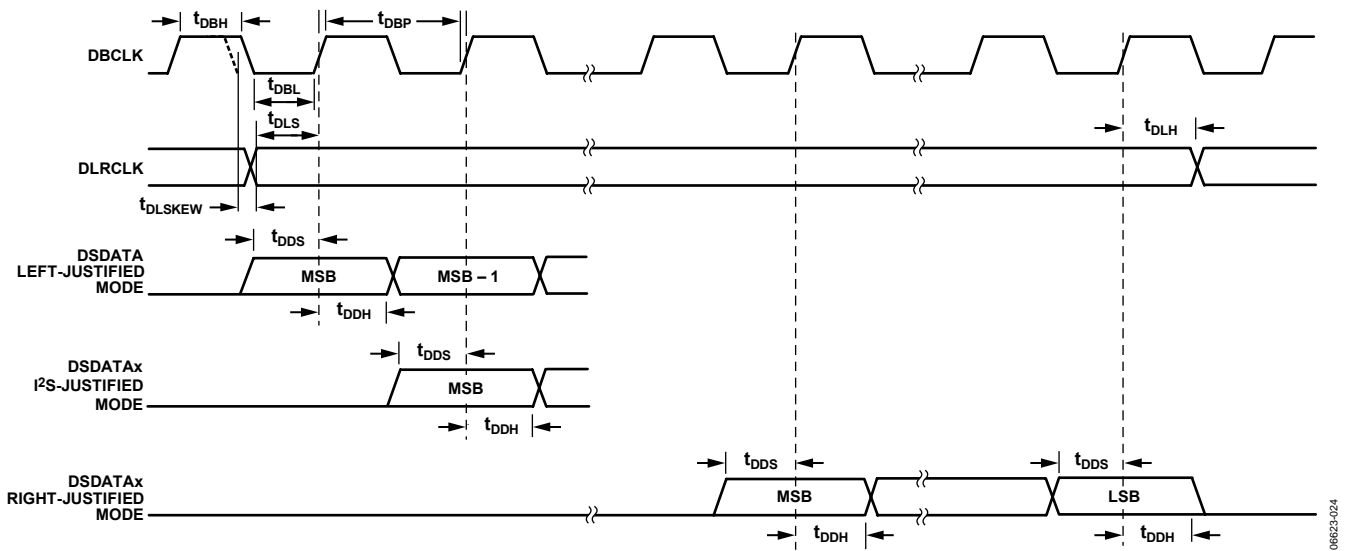 tDBH
tDBP
DBCLK
tDBL
tDLS
tDLH
DLRCLK
tDLSKEW
tDDS
DSDATA
LEFT-JUSTIFIED
MODE
MSB
MSB – 1
tDDH
tDDS
DSDATAx
I²S-JUSTIFIED
MODE
MSB
tDDH
tDDS
tDDS
DSDATAx
RIGHT-JUSTIFIED
MODE
MSB
LSB
tDDH
tDDH
06623-024